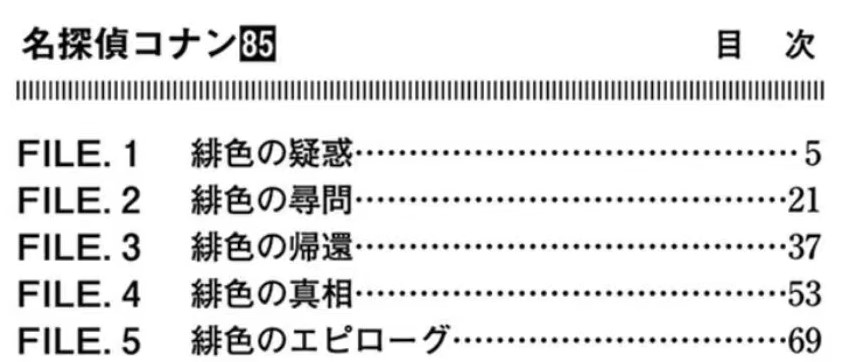 名探偵コナン85 目 次
FILE. 1 緋色の疑惑…………………………………… 5
FILE. 2 緋色の尋問……………………………………21
FILE. 3 緋色の帰還……………………………………37
FILE. 4 緋色の真相……………………………………53
FILE. 5 緋色のエピローグ……………………………69